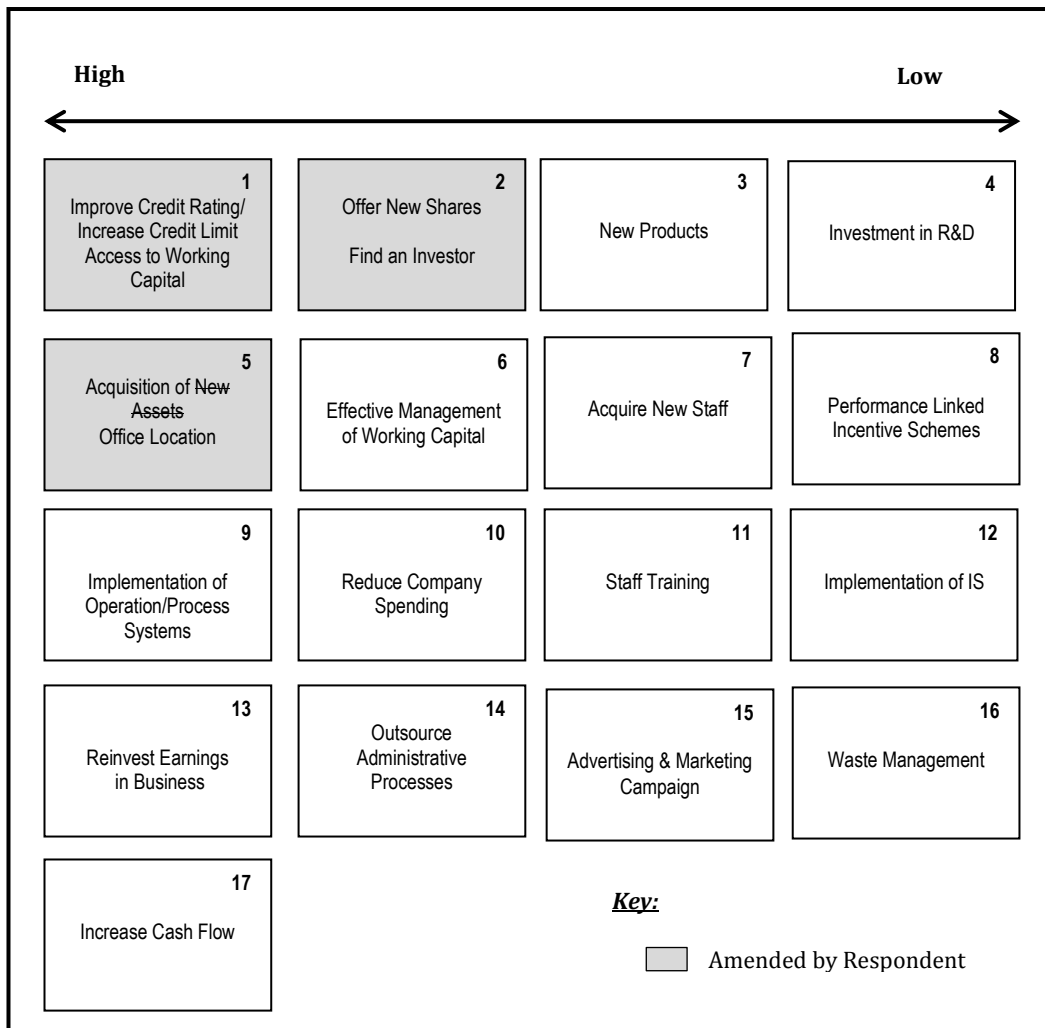 High
Low
1
Improve Credit Rating/
Increase Credit Limit
Access to Working
Capital
2
Offer New Shares
Find an Investor
3
New Products
4
Investment in R&D
5
Acquisition of New
Assets
Office Location
6
Effective Management
of Working Capital
7
Acquire New Staff
8
Performance Linked
Incentive Schemes
9
Implementation of
Operation/Process
Systems
10
Reduce Company
Spending
11
Staff Training
12
Implementation of IS
13
Reinvest Earnings
in Business
14
Outsource
Administrative
Processes
15
Advertising & Marketing
Campaign
16
Waste Management
17
Increase Cash Flow
Key:
Amended by Respondent